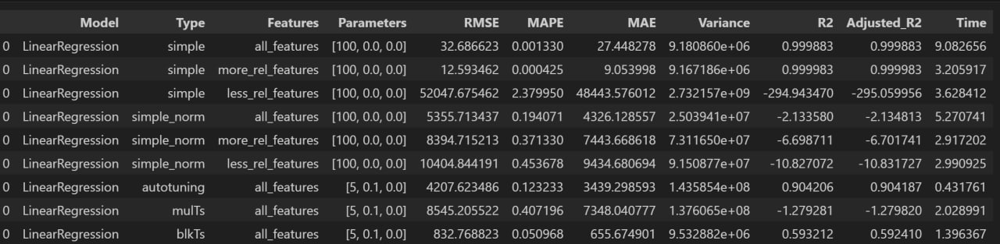 Model Type Features Parameters RMSE MAPE MAE Variance R2 Adjusted_R2 Time
0 LinearRegression simple all_features [100, 0.0, 0.0] 32.686623 0.001330 27.448278 9.180860e+06 0.999883 0.999883 9.082656
0 LinearRegression simple more_rel_features [100, 0.0, 0.0] 12.593462 0.000425 9.053998 9.167186e+06 0.999983 0.999983 3.205917
0 LinearRegression simple less_rel_features [100, 0.0, 0.0] 52047.675462 2.379950 48443.576012 2.732157e+09 -294.943470 -295.059956 3.628412
0 LinearRegression simple_norm all_features [100, 0.0, 0.0] 5355.713437 0.194071 4326.128557 2.503941e+07 -2.133580 -2.134813 5.270741
0 LinearRegression simple_norm more_rel_features [100, 0.0, 0.0] 8394.715213 0.371330 7443.668618 7.311650e+07 -6.698711 -6.701741 2.917202
0 LinearRegression simple_norm less_rel_features [100, 0.0, 0.0] 10404.844191 0.453678 9434.680694 9.150877e+07 -10.827072 -10.831727 2.990925
0 LinearRegression autotuning all_features [5, 0.1, 0.0] 4207.623486 0.123233 3439.298593 1.435854e+08 0.904206 0.904187 0.431761
0 LinearRegression mulTs all_features [5, 0.1, 0.0] 8545.205522 0.407196 7348.040777 1.376065e+08 -1.279281 -1.279820 2.028991
0 LinearRegression blkTs all_features [5, 0.1, 0.0] 832.768823 0.050968 655.674901 9.532882e+06 0.593212 0.592410 1.396367